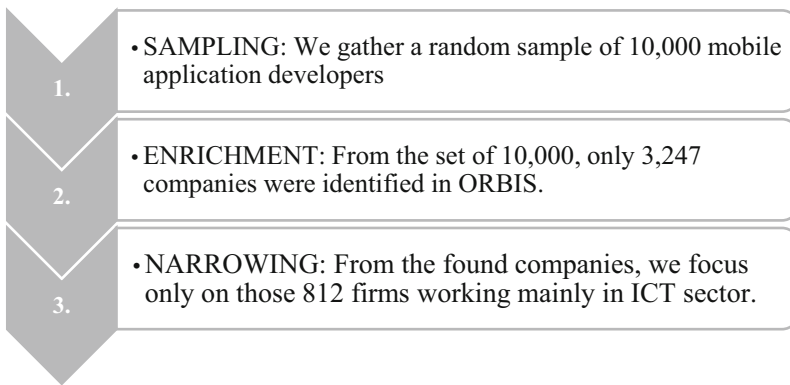 1.
• SAMPLING: We gather a random sample of 10,000 mobile
application developers
2.
• ENRICHMENT: From the set of 10,000, only 3,247
companies were identified in ORBIS.
3.
• NARROWING: From the found companies, we focus
only on those 812 firms working mainly in ICT sector.